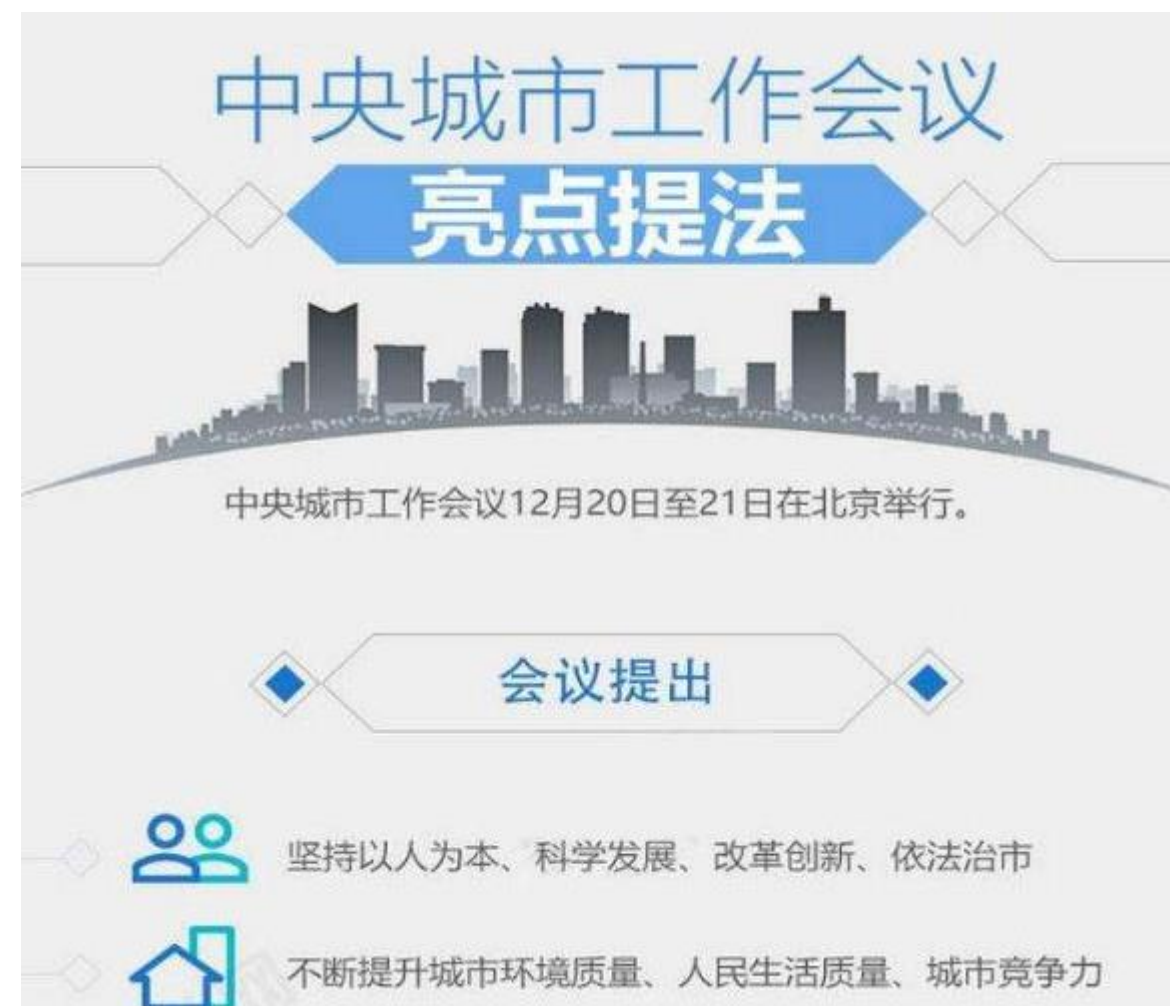 中央城市工作会议
亮点提法
中央城市工作会议12月20日至21日在北京举行。
会议提出
坚持以人为本、科学发展、改革创新、依法治市
不断提升城市环境质量、人民生活质量、城市竞争力